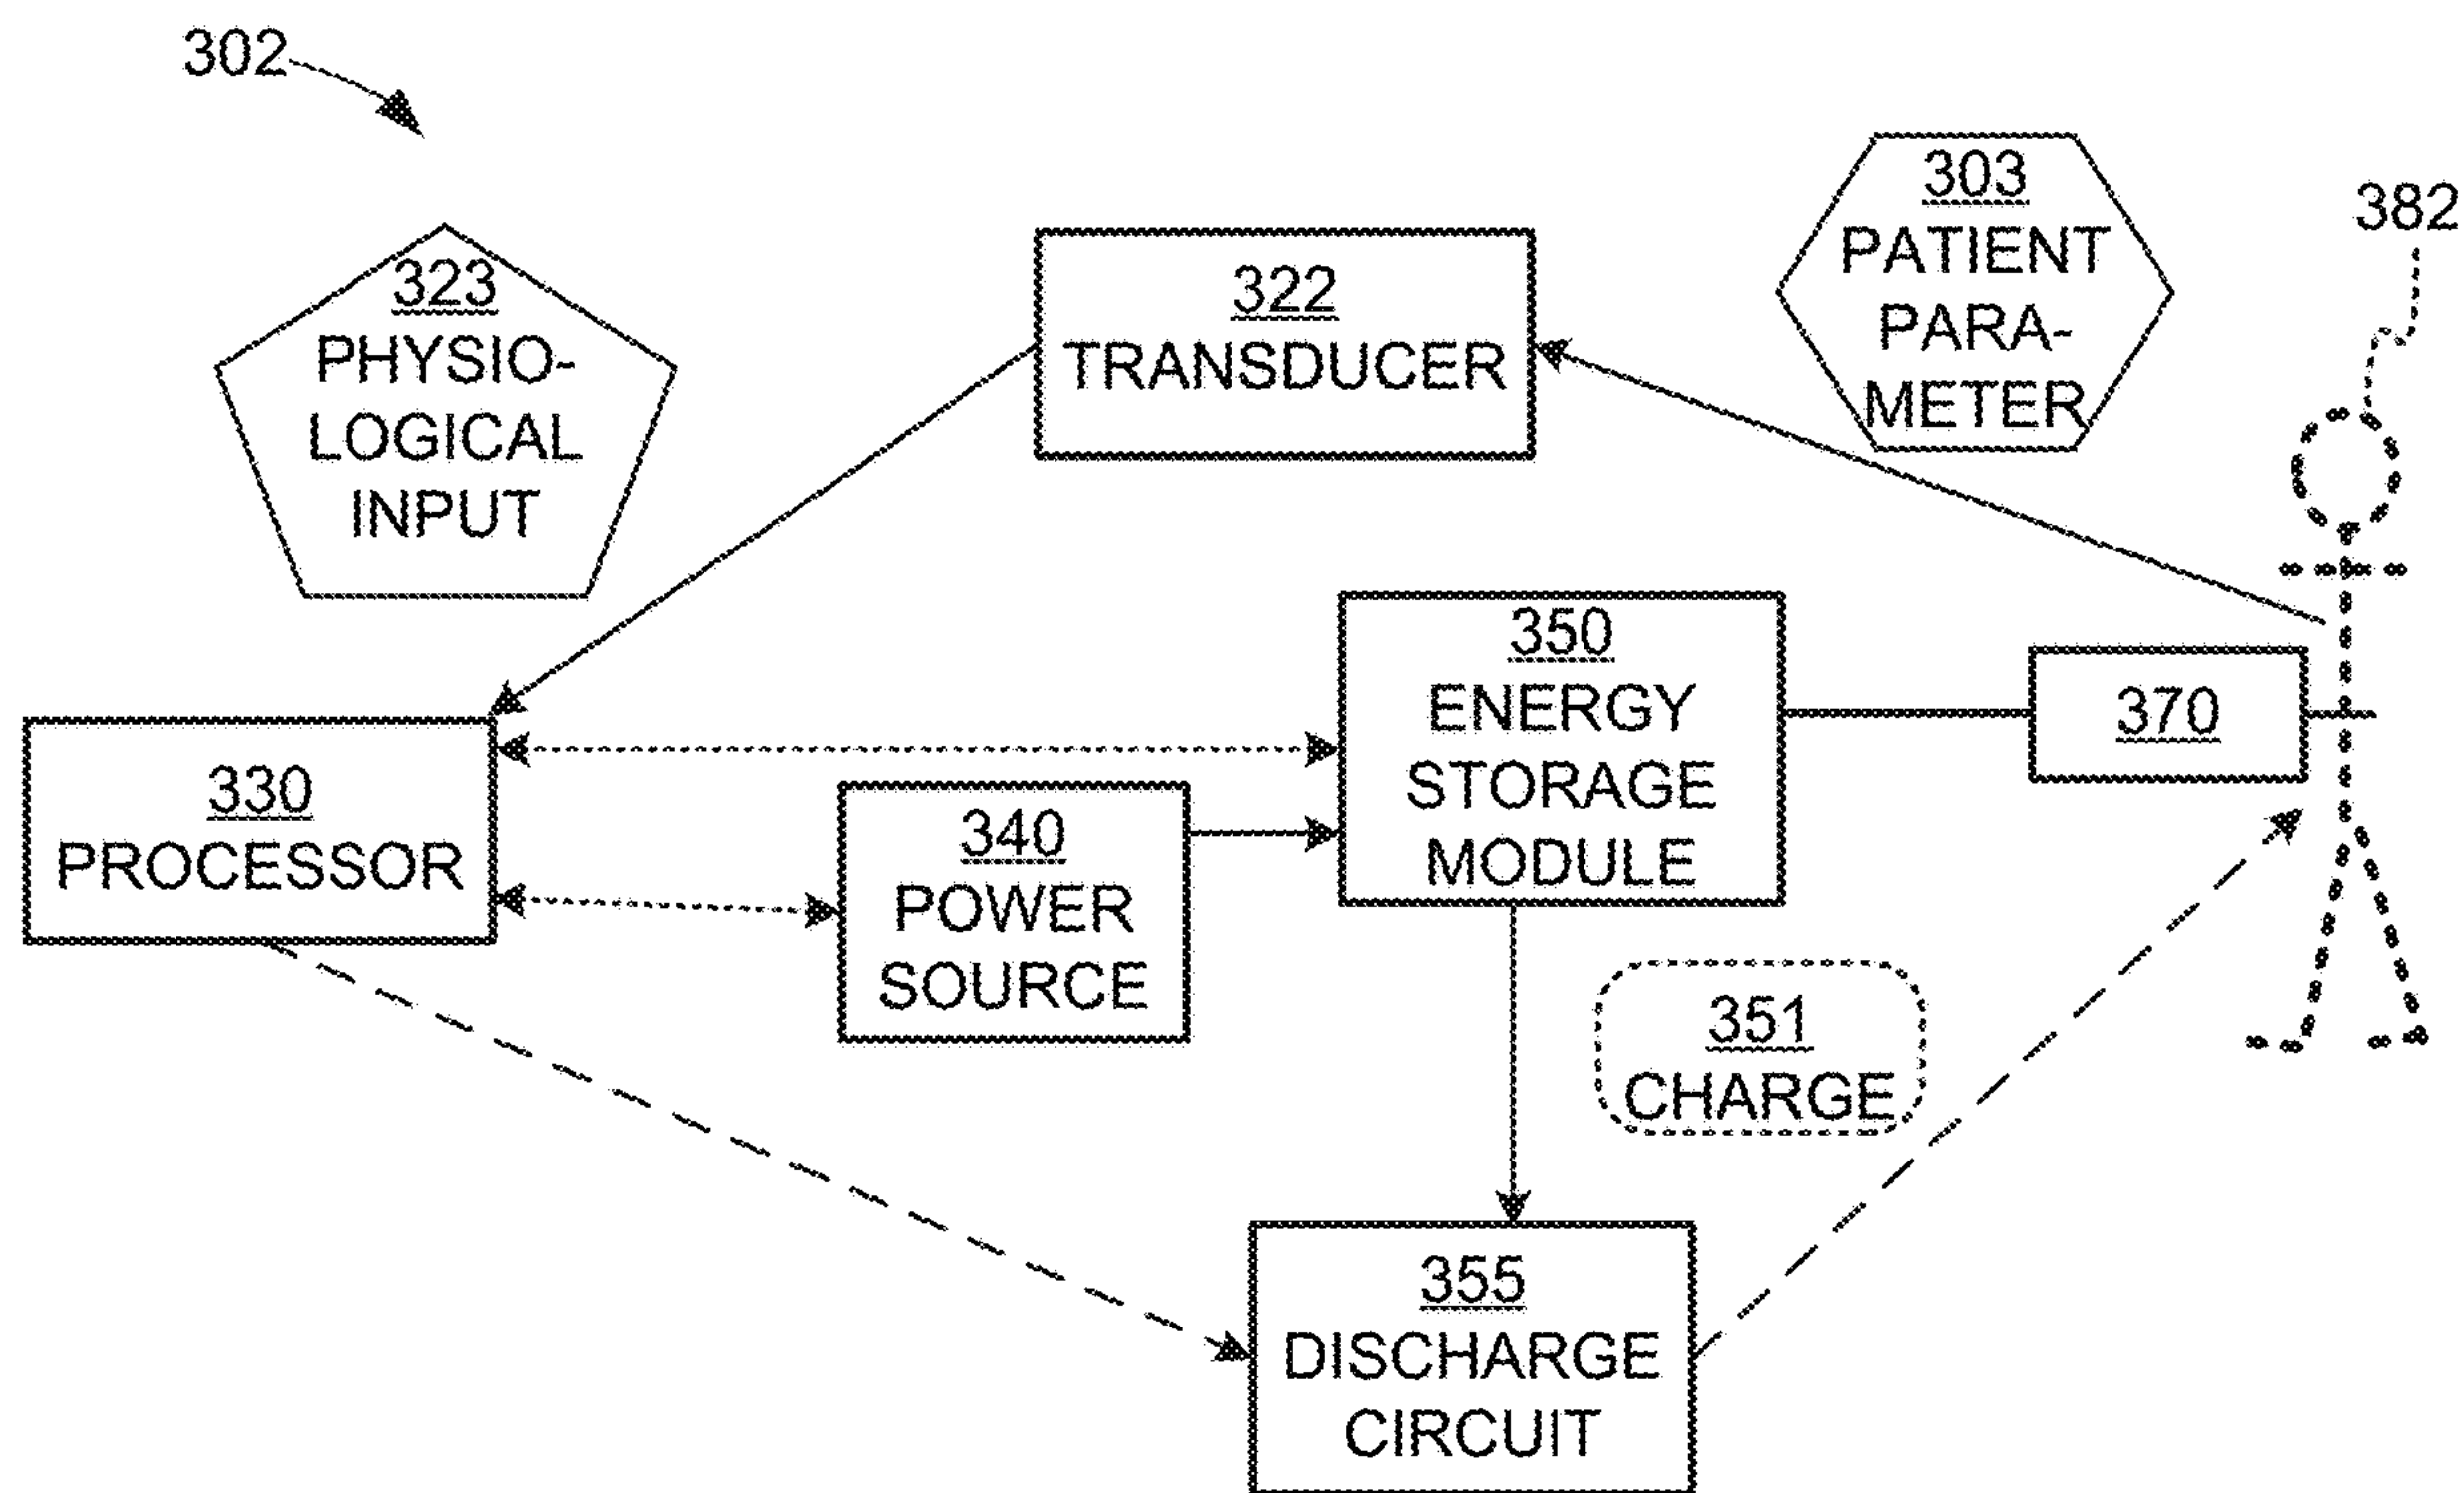 302
303
PATIENT
PARA-
METER
382
323
PHYSIO-
LOGICAL
INPUT
322
TRANSDUCER
350
ENERGY
STORAGE
MODULE
370
330
PROCESSOR
340
POWER
SOURCE
351
CHARGE
355
DISCHARGE
CIRCUIT